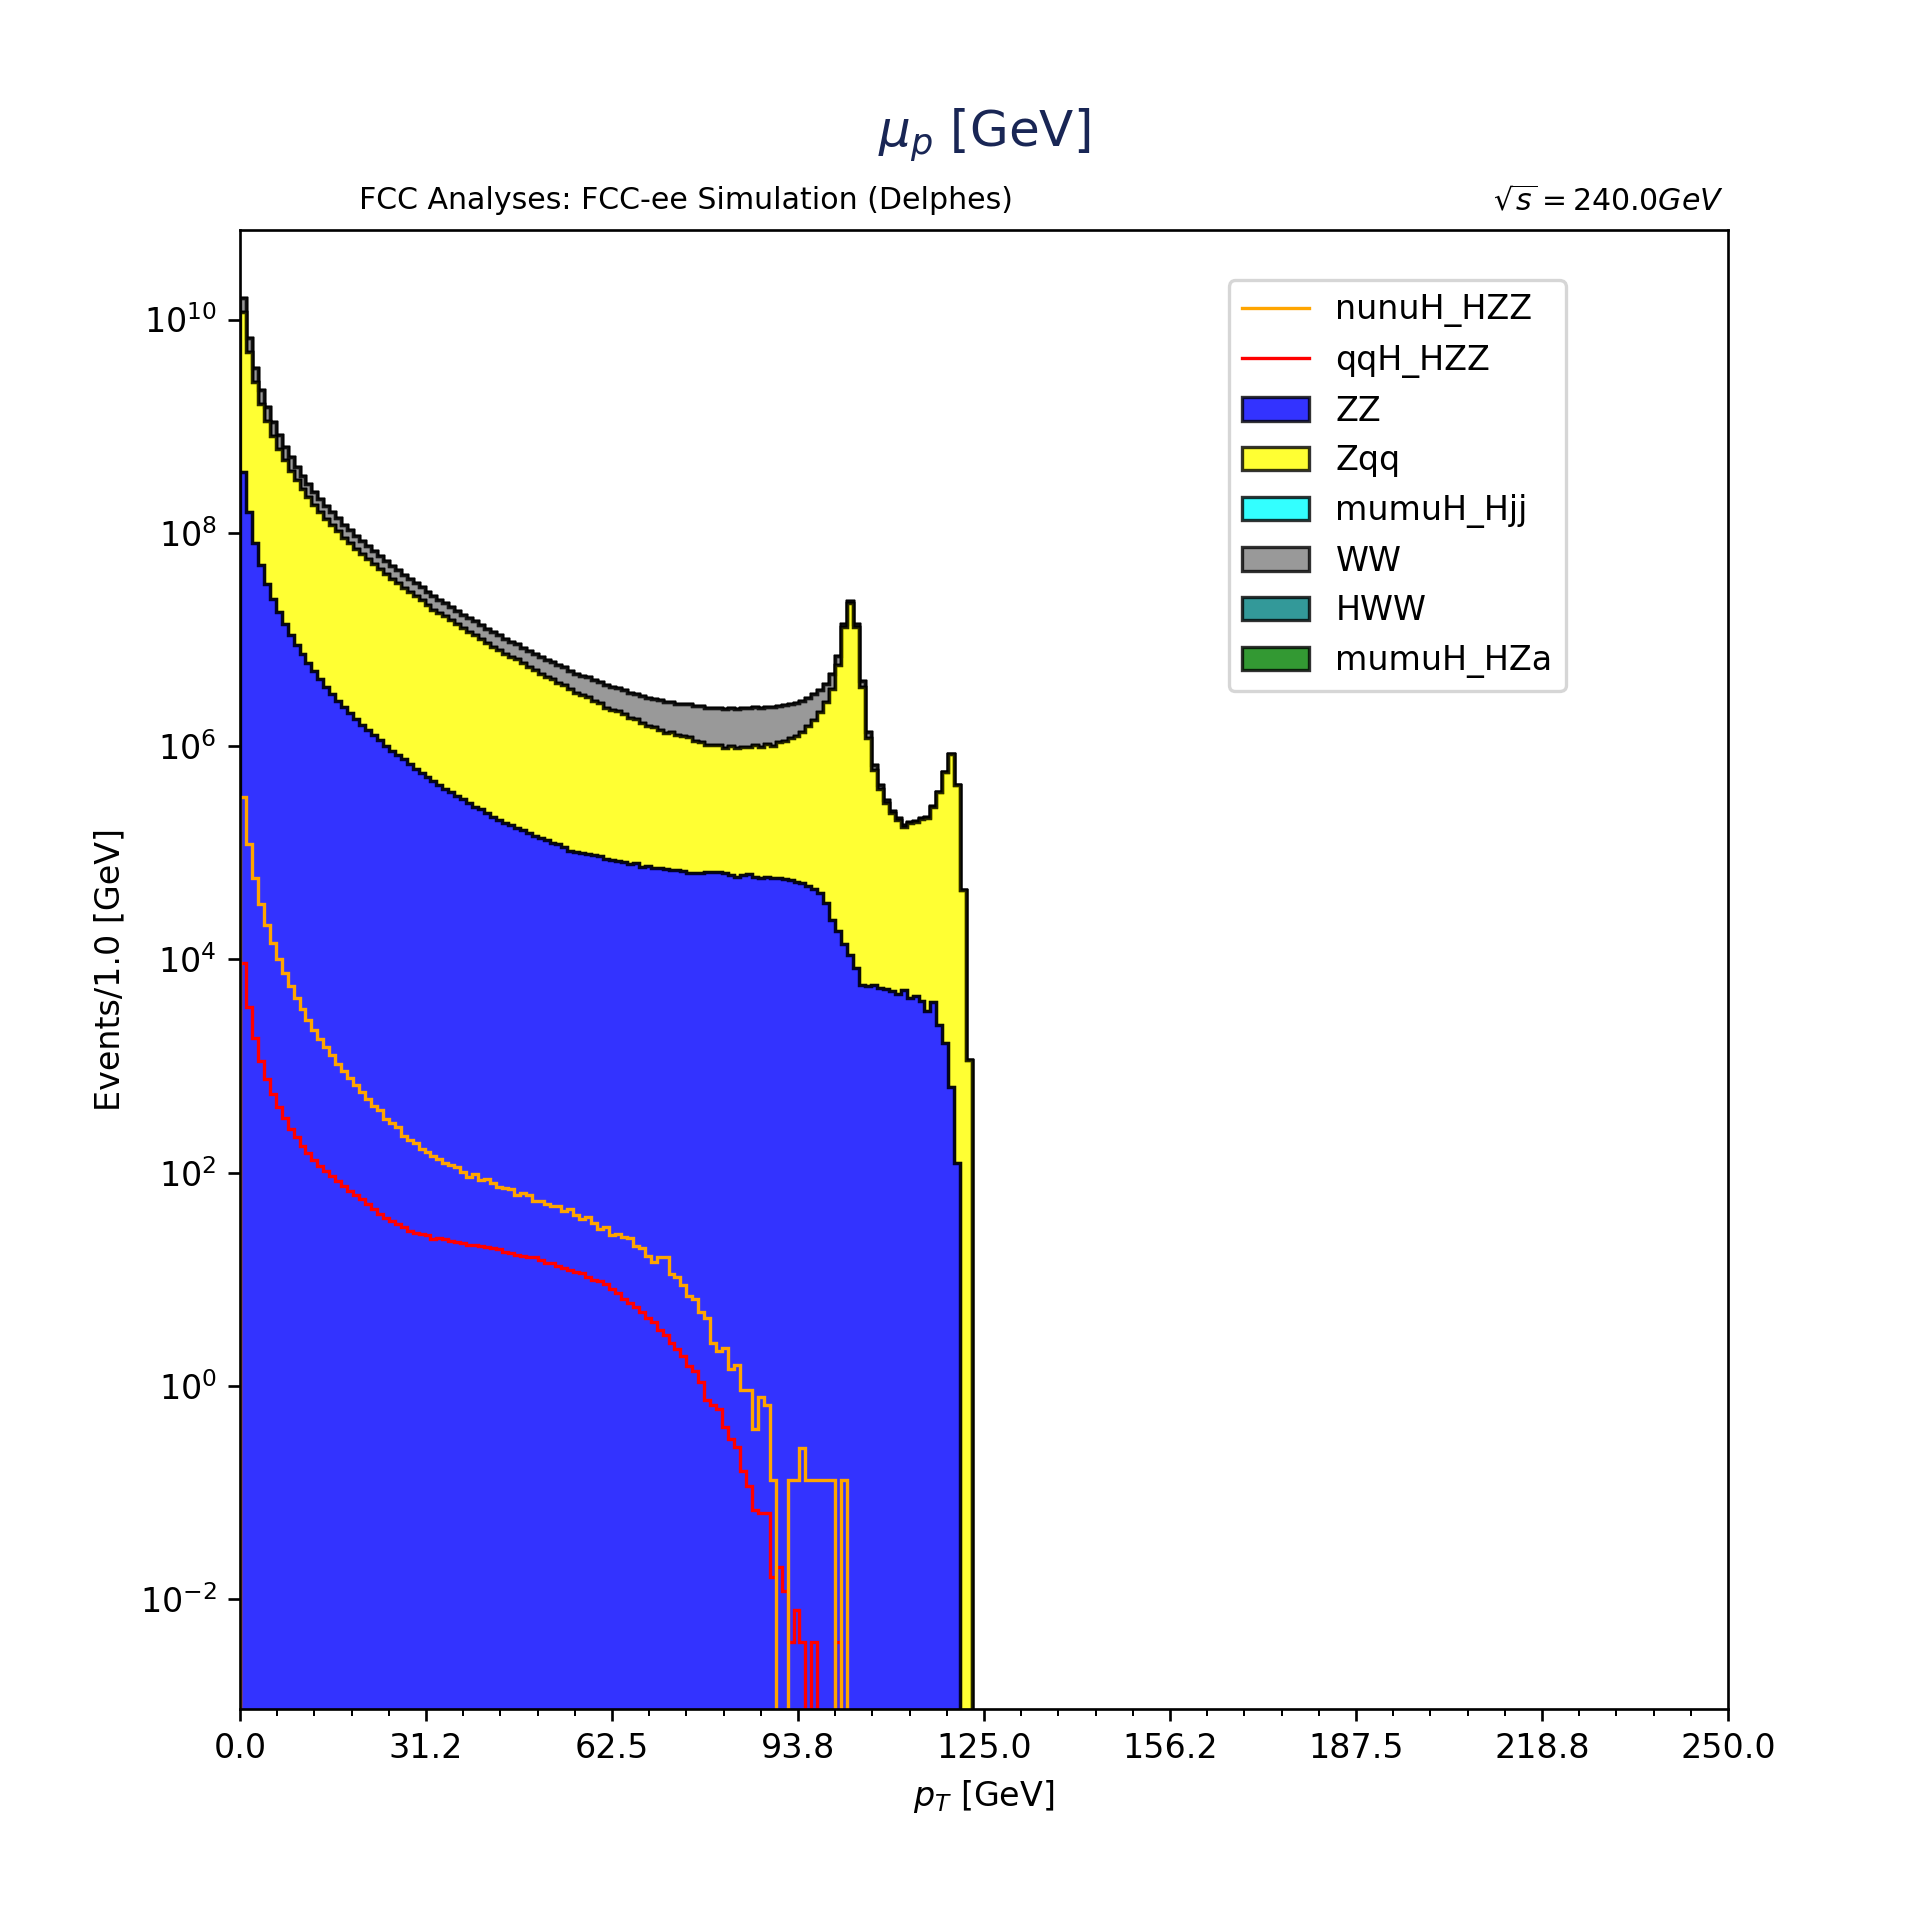 μ_p [GeV]
FCC Analyses: FCC-ee Simulation (Delphes)
√s = 240.0GeV
nunuH_HZZ
qqH_HZZ
ZZ
Zqq
mumuH_Hjj
WW
HWW
mumuH_HZa
10^10
10^8
10^6
10^4
10^2
10^0
10^−2
Events/1.0 [GeV]
0.0 31.2 62.5 93.8 125.0 156.2 187.5 218.8 250.0
p_T [GeV]